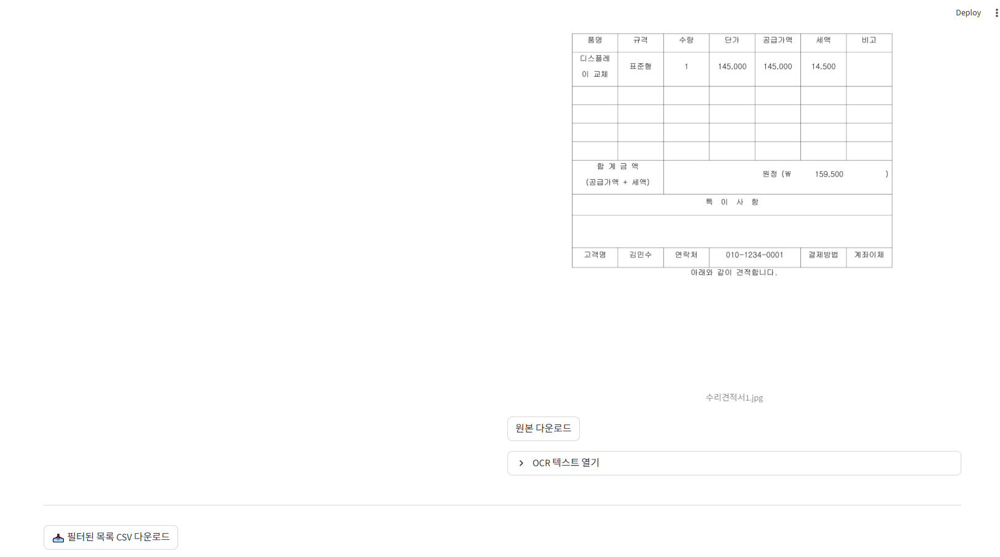 Deploy
품명 규격 수량 단가 공급가액 세액 비고
디스플레
이 교체 표준형 1 145,000 145,000 14,500
합 계 금 액
(공급가액 + 세액) 원정 (₩ 159,500 )
특 이 사 항
고객명 김민수 연락처 010-1234-0001 결제방법 계좌이체
아래와 같이 견적합니다.
수리견적서1.jpg
원본 다운로드
OCR 텍스트 열기
필터된 목록 CSV 다운로드